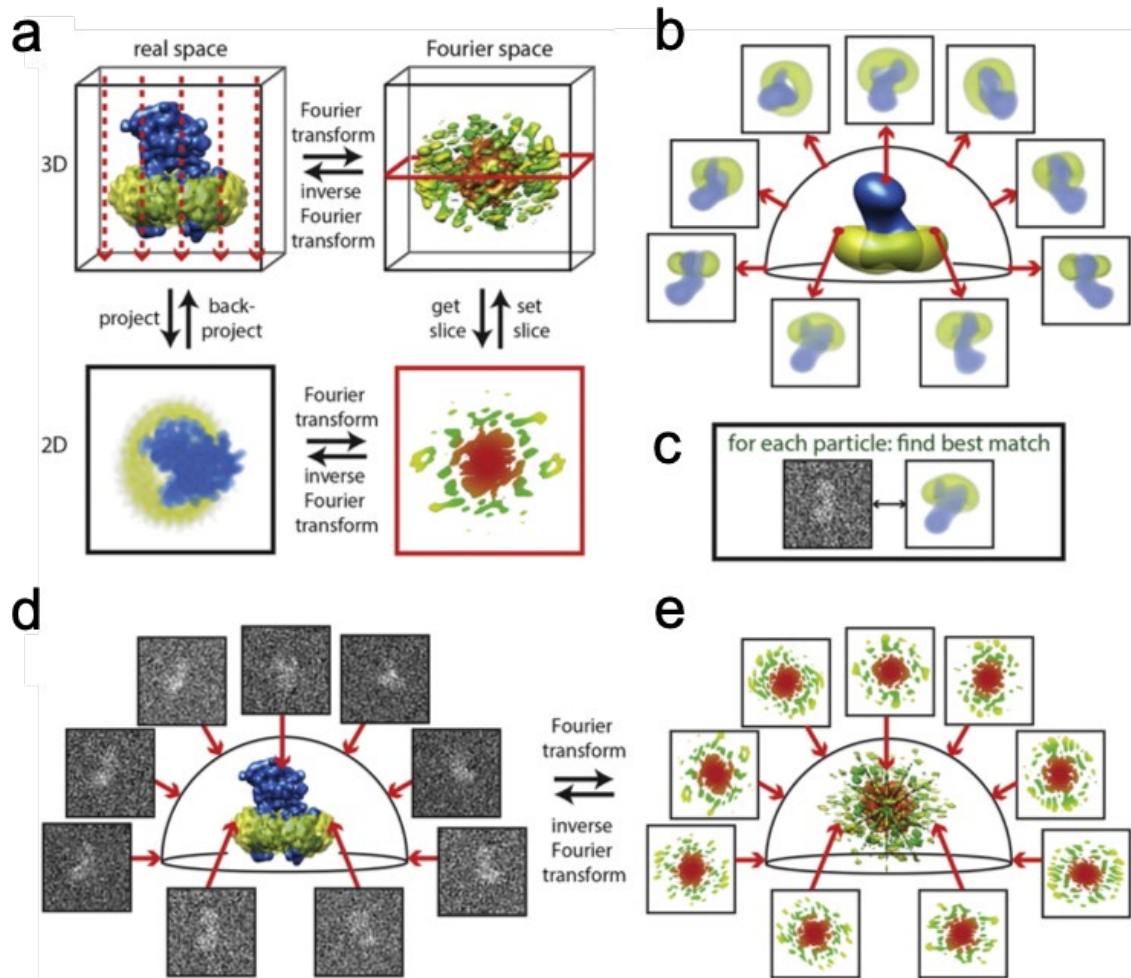 a
real space
Fourier space
3D
Fourier
transform
inverse
Fourier
transform
project
back-
project
get
slice
set
slice
2D
Fourier
transform
inverse
Fourier
transform
b
c
for each particle: find best match
d
Fourier
transform
inverse
Fourier
transform
e